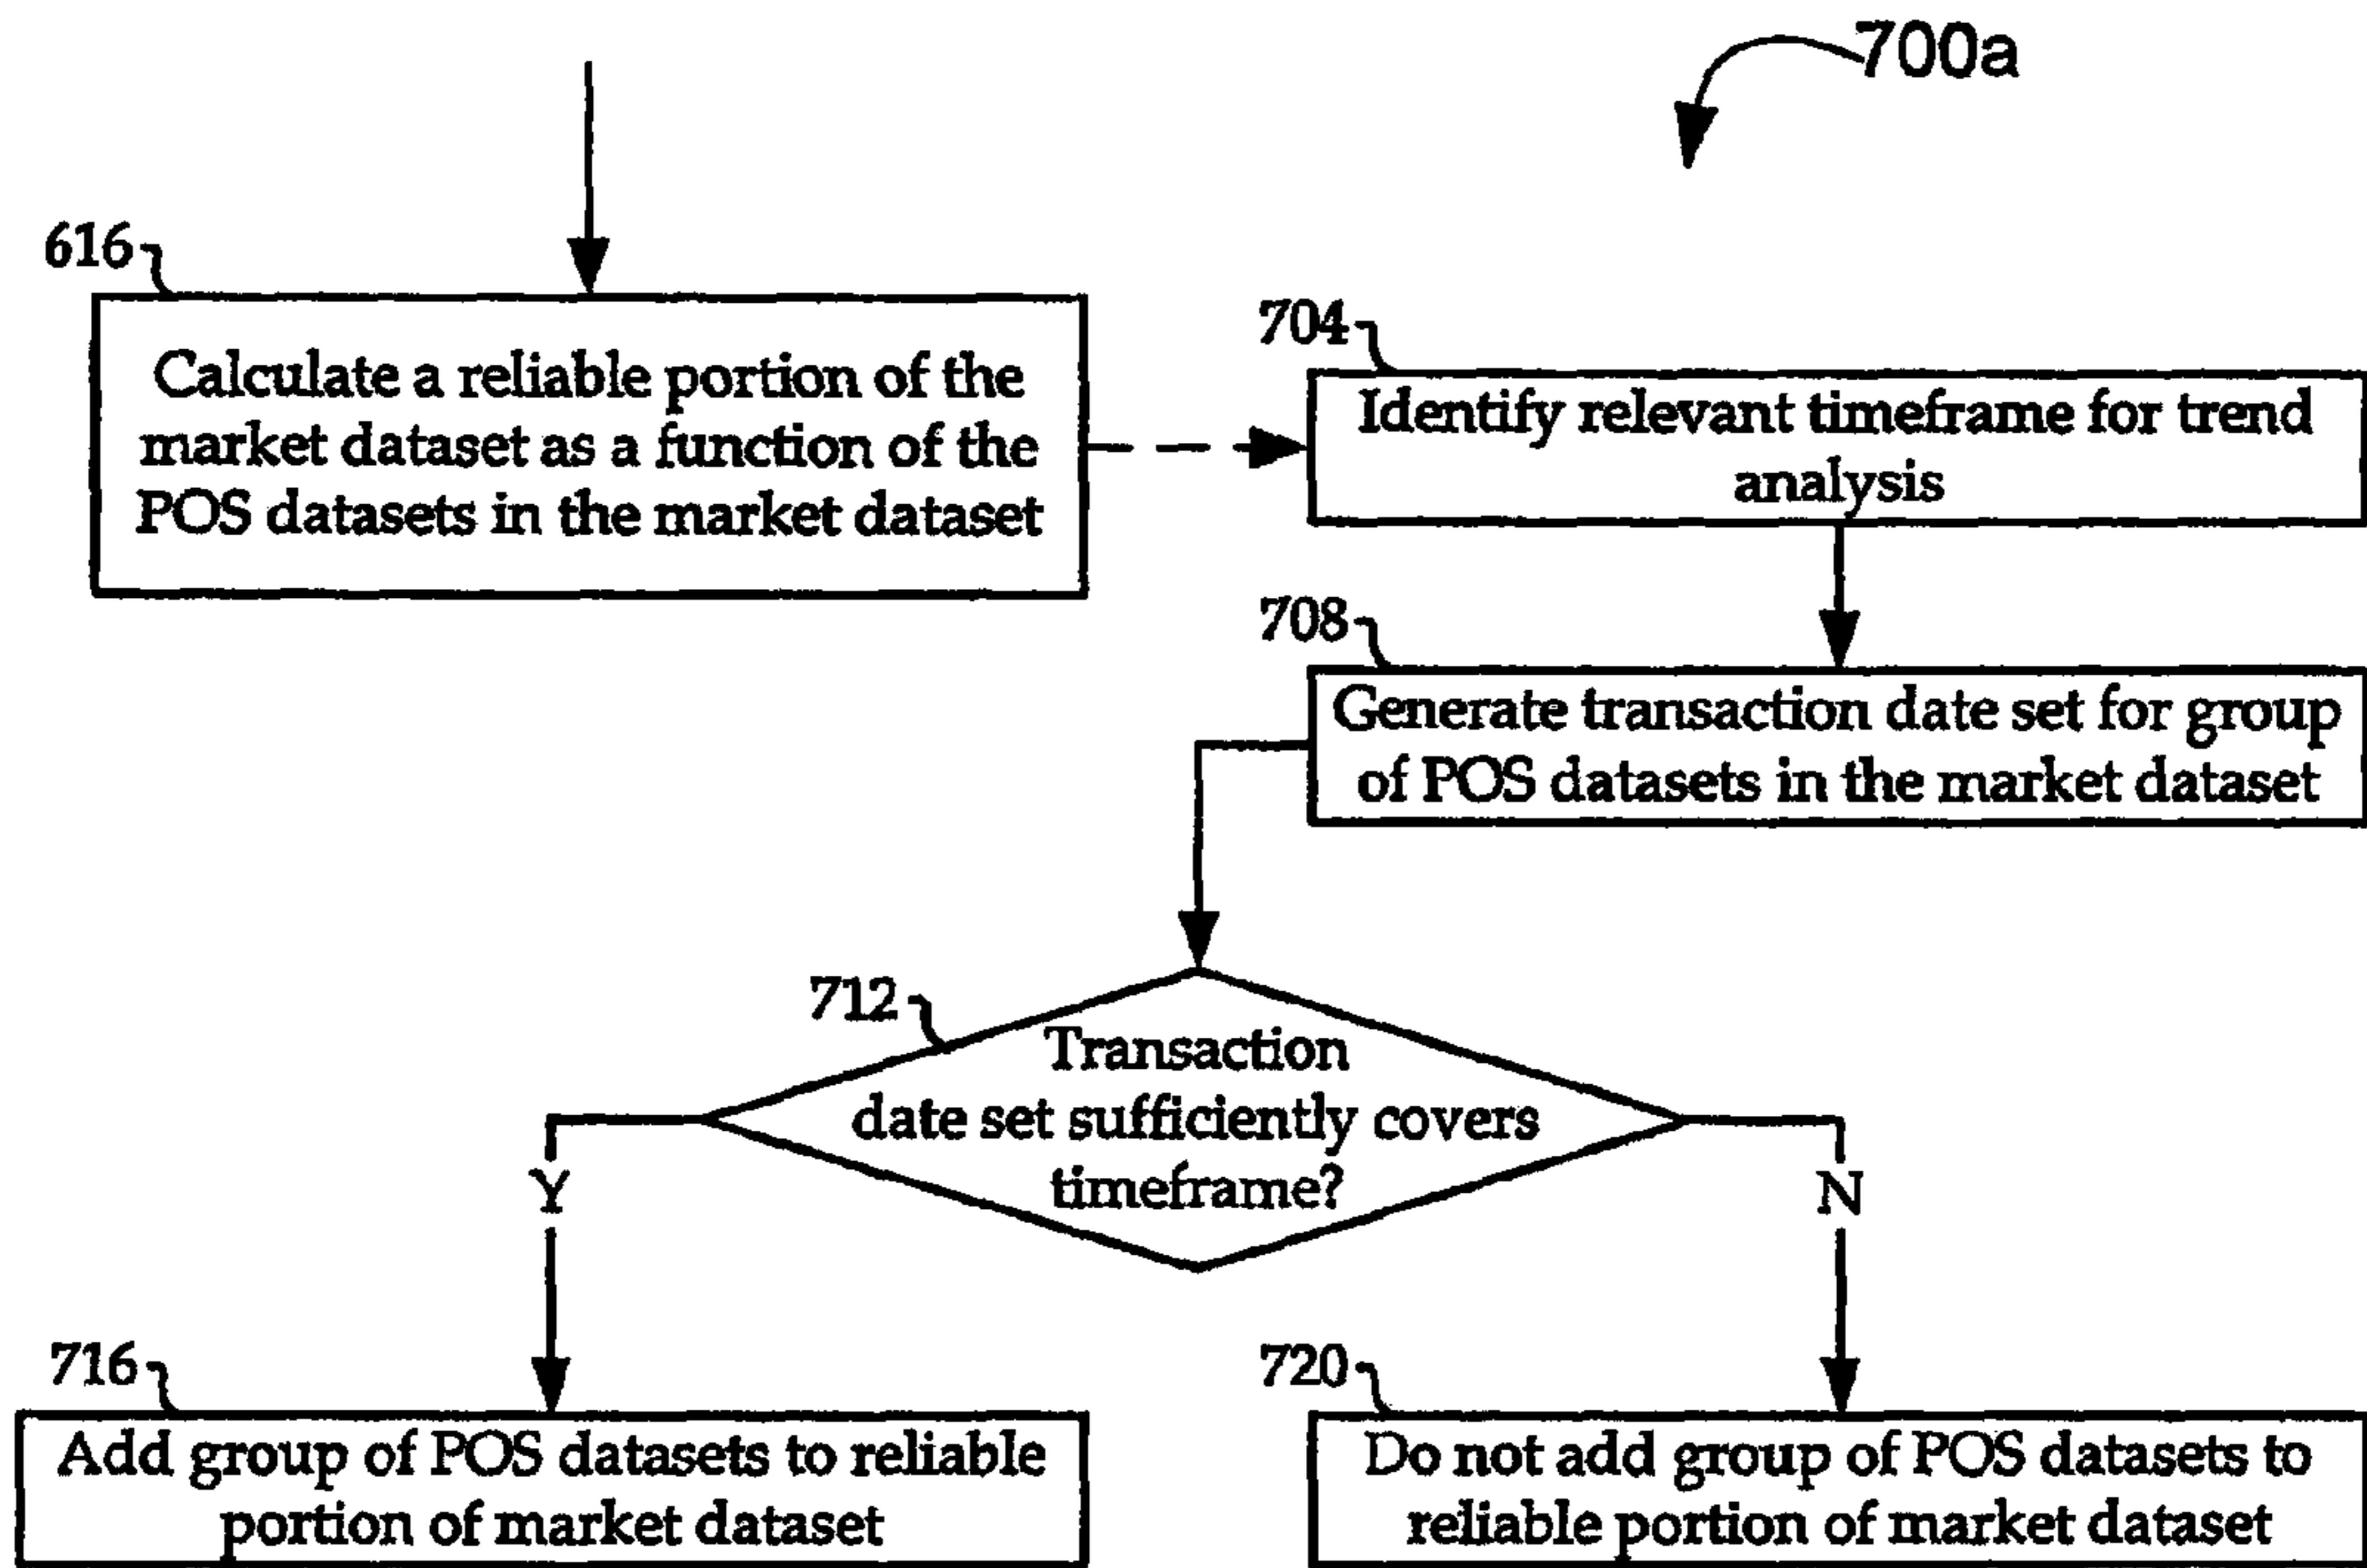 700a
616
Calculate a reliable portion of the
market dataset as a function of the
POS datasets in the market dataset
704
Identify relevant timeframe for trend
analysis
708
Generate transaction date set for group
of POS datasets in the market dataset
712
Transaction
date set sufficiently covers
timeframe?
Y
N
716
Add group of POS datasets to reliable
portion of market dataset
720
Do not add group of POS datasets to
reliable portion of market dataset